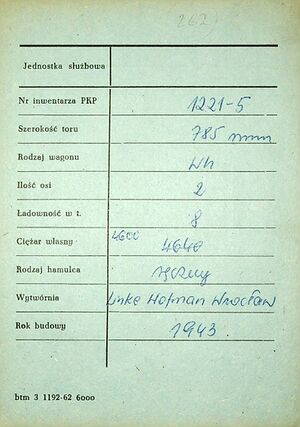 262
Jednostka służbowa
Nr inwentarza PKP 1221-5
Szerokość toru 785 mm
Rodzaj wagonu Wh
Ilość osi 2
Ładowność w t. 8
Ciężar własny 4600 4640
Rodzaj hamulca ręczny
Wytwórnia Linke Hofman Wrocław
Rok budowy 1943
btm 3 1192-62 6000